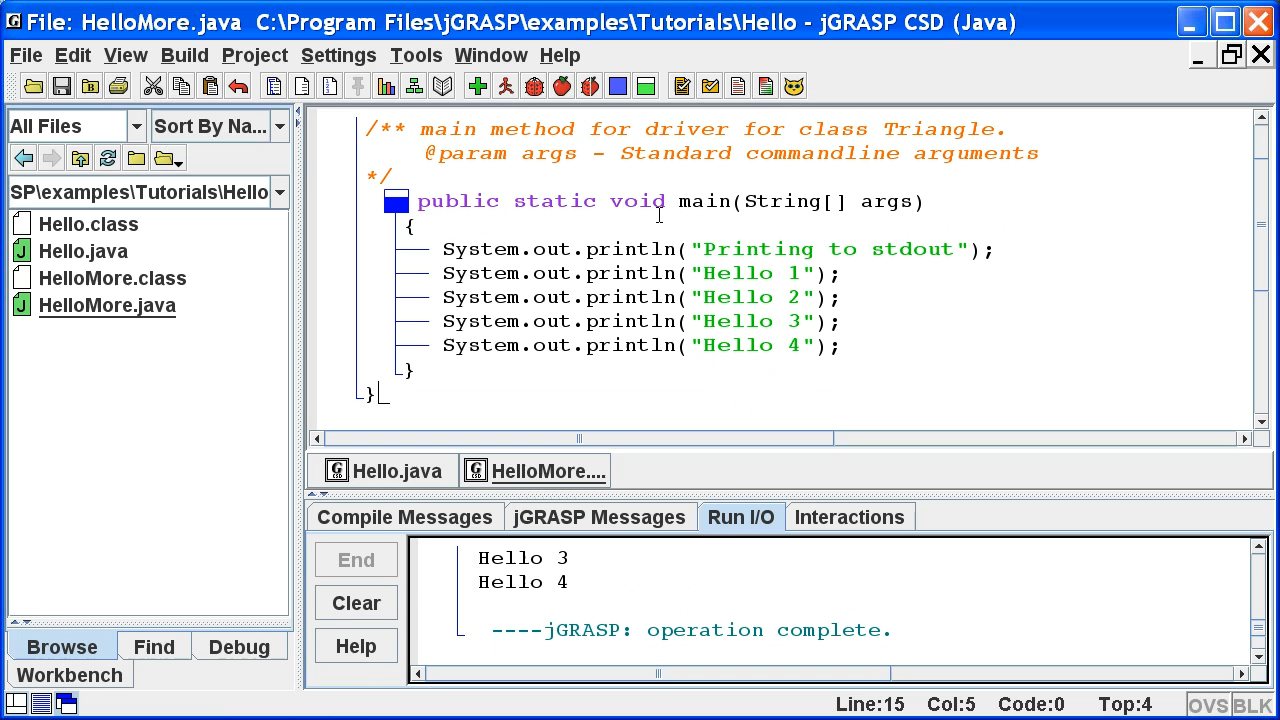 File: HelloMore.java  C:\Program Files\jGRASP\examples\Tutorials\Hello - jGRASP CSD (Java)
File Edit View Build Project Settings Tools Window Help
All Files Sort By Na...
SP\examples\Tutorials\Hello
Hello.class
Hello.java
HelloMore.class
HelloMore.java
Browse Find Debug
Workbench
/** main method for driver for class Triangle.
@param args - Standard commandline arguments
*/
public static void main(String[] args)
{
System.out.println("Printing to stdout");
System.out.println("Hello 1");
System.out.println("Hello 2");
System.out.println("Hello 3");
System.out.println("Hello 4");
}
}
Hello.java HelloMore....
Compile Messages jGRASP Messages Run I/O Interactions
End
Clear
Help
Hello 3
Hello 4
----jGRASP: operation complete.
Line:15 Col:5 Code:0 Top:4 OVS BLK